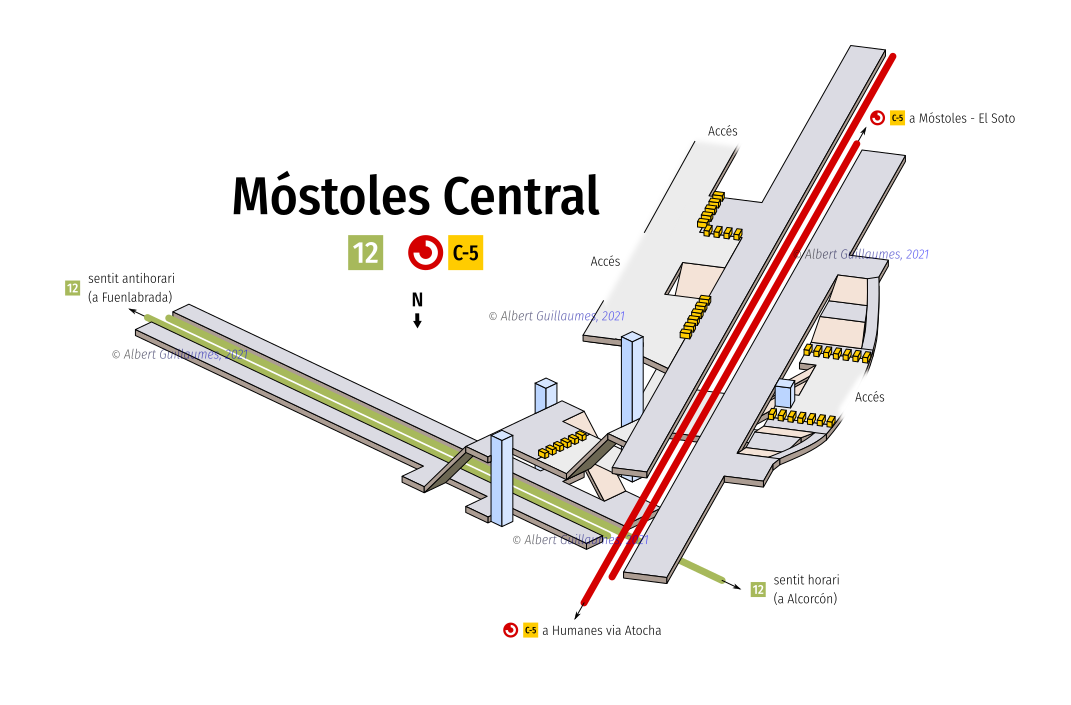 Accés
C-5 a Móstoles - El Soto
Móstoles Central
12 C-5
© Albert Guillaumes, 2021
Accés
sentit antihorari
12
(a Fuenlabrada)
N
© Albert Guillaumes, 2021
© Albert Guillaumes, 2021
Accés
© Albert Guillaumes, 2021
sentit horari
12
(a Alcorcón)
C-5 a Humanes via Atocha